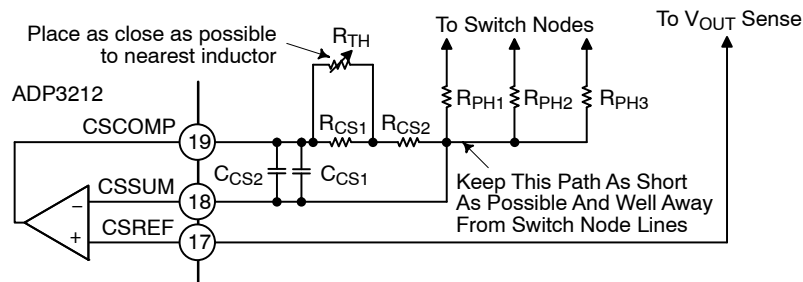 To Switch Nodes
To VOUT Sense
Place as close as possible
to nearest inductor
RTH
ADP3212
RPH1
RPH2
RPH3
CSCOMP
19
RCS1
RCS2
CCS2
CCS1
CSSUM
18
Keep This Path As Short
As Possible And Well Away
From Switch Node Lines
−
+
CSREF
17